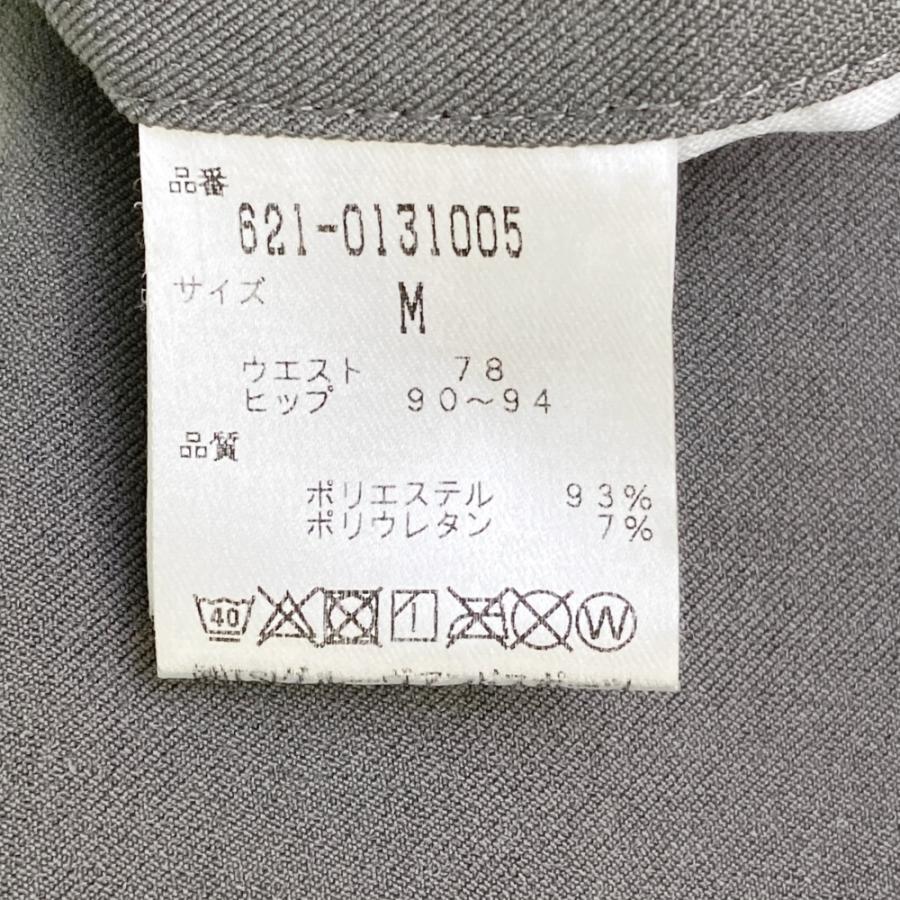 品番
621-0131005
サイズ M
ウエスト 78
ヒップ 90〜94
品質
ポリエステル 93%
ポリウレタン 7%
40 W